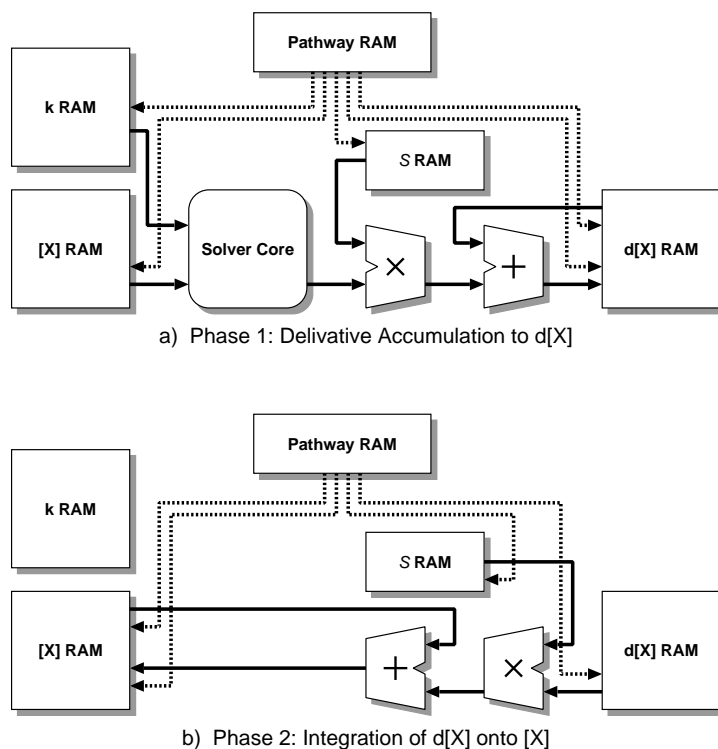 Pathway RAM
k RAM
S RAM
[X] RAM
Solver Core
×
+
d[X] RAM
a) Phase 1: Delivative Accumulation to d[X]
Pathway RAM
k RAM
S RAM
[X] RAM
+
×
d[X] RAM
b) Phase 2: Integration of d[X] onto [X]